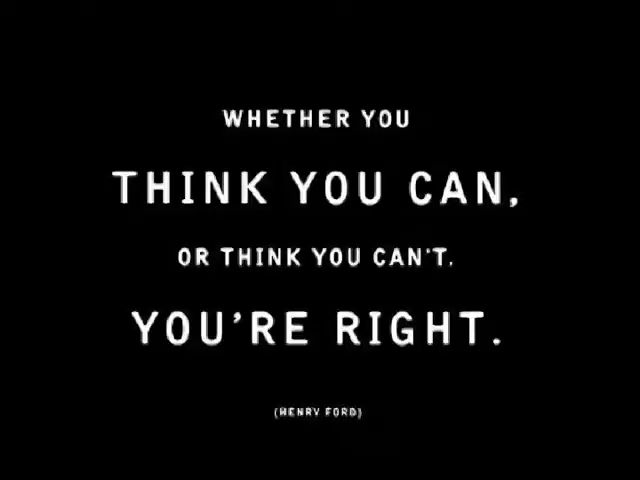 WHETHER YOU
THINK YOU CAN,
OR THINK YOU CAN'T.
YOU'RE RIGHT.
(HENRY FORD)